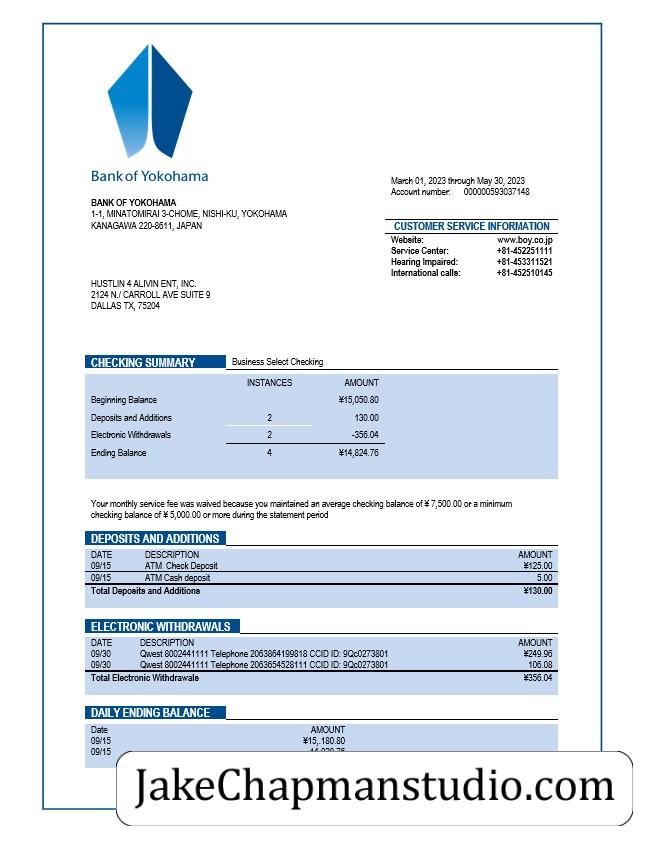 Bank of Yokohama
BANK OF YOKOHAMA
1-1, MINATOMIRAI 3-CHOME, NISHI-KU, YOKOHAMA
KANAGAWA 220-8611, JAPAN
March 01, 2023 through May 30, 2023
Account number: 000000593037148
CUSTOMER SERVICE INFORMATION
Website: www.boy.co.jp
Service Center: +81-452251111
Hearing Impaired: +81-453311521
International calls: +81-452510145
HUSTLIN 4 ALIVIN ENT, INC.
2124 N./ CARROLL AVE SUITE 9
DALLAS TX, 75204
CHECKING SUMMARY Business Select Checking
INSTANCES AMOUNT
Beginning Balance ¥15,050.80
Deposits and Additions 2 130.00
Electronic Withdrawals 2 -356.04
Ending Balance 4 ¥14,824.76
Your monthly service fee was waived because you maintained an average checking balance of ¥ 7,500.00 or a minimum
checking balance of ¥ 5,000.00 or more during the statement period
DEPOSITS AND ADDITIONS
DATE DESCRIPTION AMOUNT
09/15 ATM Check Deposit ¥125.00
09/15 ATM Cash deposit 5.00
Total Deposits and Additions ¥130.00
ELECTRONIC WITHDRAWALS
DATE DESCRIPTION AMOUNT
09/30 Qwest 8002441111 Telephone 2063864199818 CCID ID: 9Qc0273801 ¥249.96
09/30 Qwest 8002441111 Telephone 2063654528111 CCID ID: 9Qc0273801 106.08
Total Electronic Withdrawals ¥356.04
DAILY ENDING BALANCE
Date AMOUNT
09/15 ¥15,.180.80
09/15
JakeChapmanstudio.com